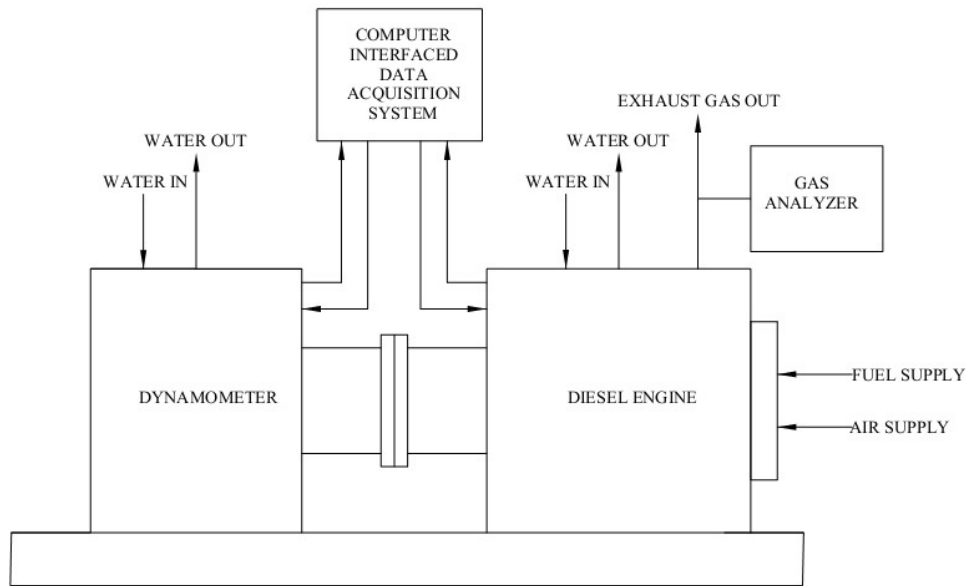 COMPUTER
INTERFACED
DATA
ACQUISITION
SYSTEM
EXHAUST GAS OUT
WATER OUT
WATER IN
WATER OUT
WATER IN
GAS
ANALYZER
DYNAMOMETER
DIESEL ENGINE
FUEL SUPPLY
AIR SUPPLY